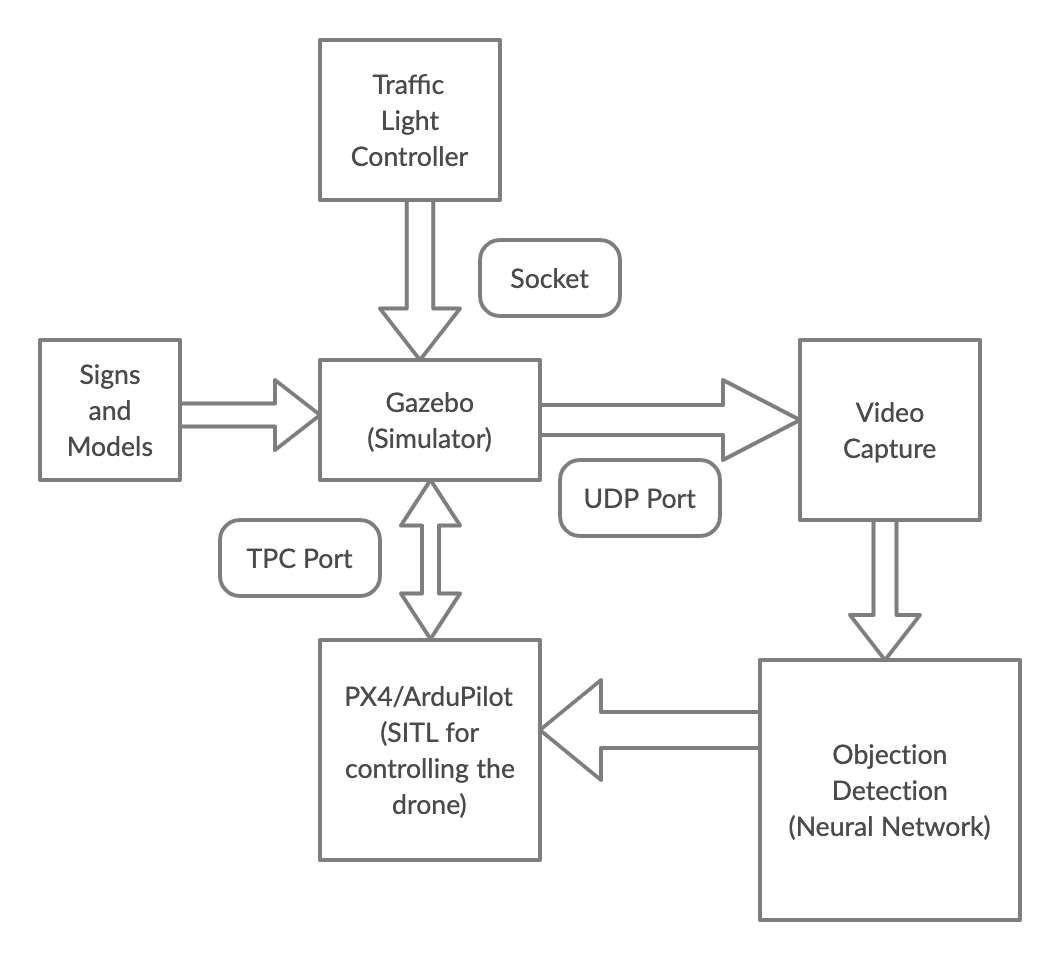 Traffic
Light
Controller
Socket
Signs
and
Models
Gazebo
(Simulator)
Video
Capture
UDP Port
TPC Port
PX4/ArduPilot
(SITL for
controlling the
drone)
Objection
Detection
(Neural Network)